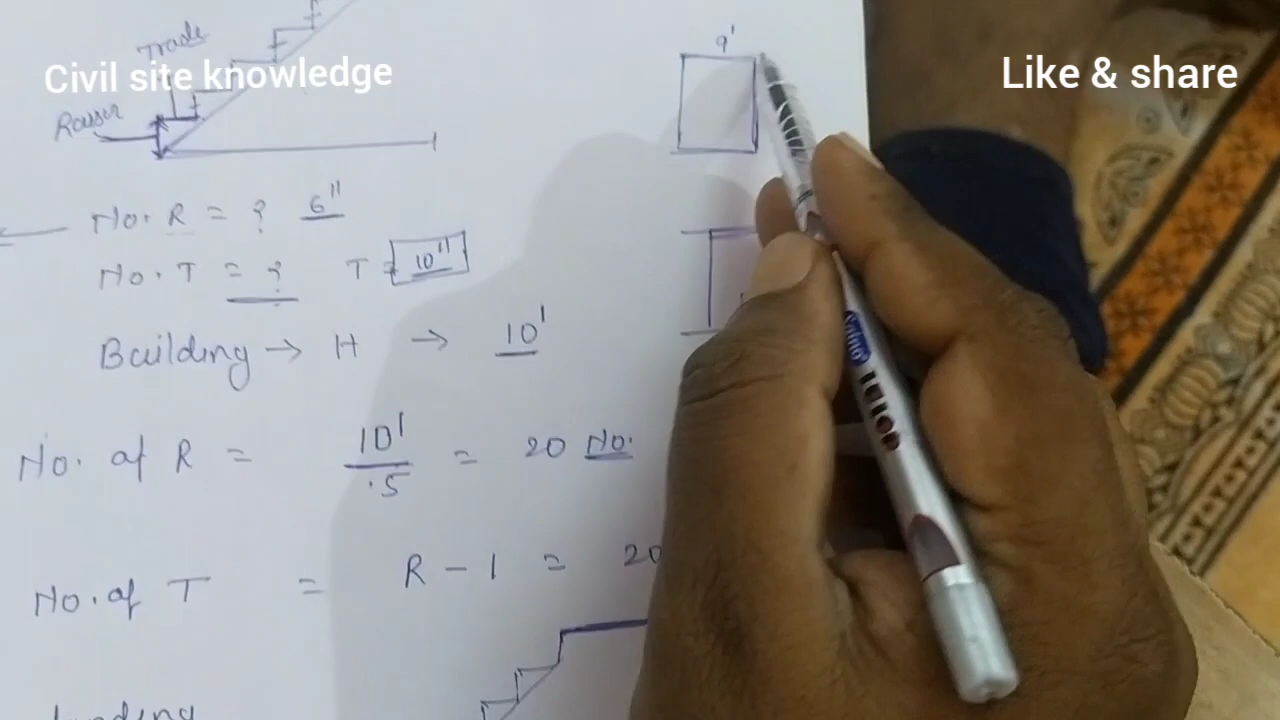 Trade
Civil site knowledge
Like & share
Raiser
9'
No. R = ? 6"
No. T = ? T = 10"
Building → H → 10'
No. of R = 10' / .5 = 20 No.
No. of T = R - 1 = 20